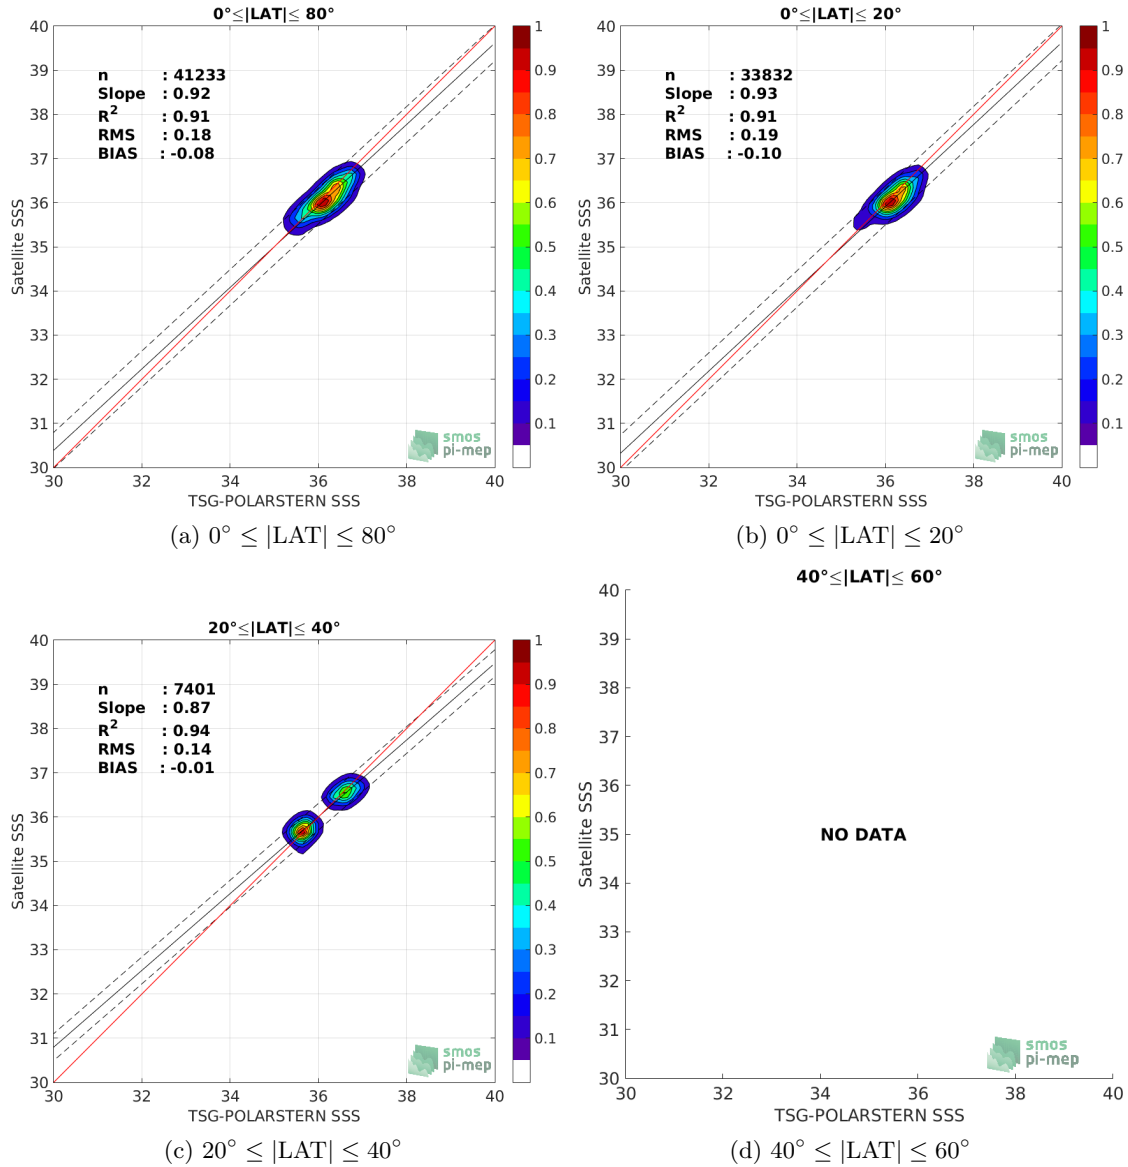 0°≤|LAT|≤ 80°
40
39
38
37
36
35
34
33
32
31
30
Satellite SSS
n : 41233
Slope : 0.92
R2 : 0.91
RMS : 0.18
BIAS : -0.08
smos
pi-mep
30 32 34 36 38 40
TSG-POLARSTERN SSS
1
0.9
0.8
0.7
0.6
0.5
0.4
0.3
0.2
0.1
(a) 0° ≤ |LAT| ≤ 80°
0°≤|LAT|≤ 20°
40
39
38
37
36
35
34
33
32
31
30
Satellite SSS
n : 33832
Slope : 0.93
R2 : 0.91
RMS : 0.19
BIAS : -0.10
smos
pi-mep
30 32 34 36 38 40
TSG-POLARSTERN SSS
1
0.9
0.8
0.7
0.6
0.5
0.4
0.3
0.2
0.1
(b) 0° ≤ |LAT| ≤ 20°
20°≤|LAT|≤ 40°
40
39
38
37
36
35
34
33
32
31
30
Satellite SSS
n : 7401
Slope : 0.87
R2 : 0.94
RMS : 0.14
BIAS : -0.01
smos
pi-mep
30 32 34 36 38 40
TSG-POLARSTERN SSS
1
0.9
0.8
0.7
0.6
0.5
0.4
0.3
0.2
0.1
(c) 20° ≤ |LAT| ≤ 40°
40°≤|LAT|≤ 60°
40
39
38
37
36
35
34
33
32
31
30
Satellite SSS
NO DATA
smos
pi-mep
30 32 34 36 38 40
TSG-POLARSTERN SSS
(d) 40° ≤ |LAT| ≤ 60°